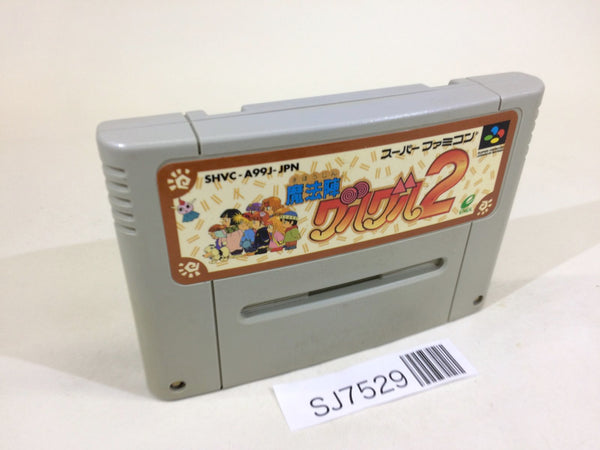 スーパーファミコン
SHVC-A99J-JPN
魔法陣
グルグル2
ENIX
SJ7529